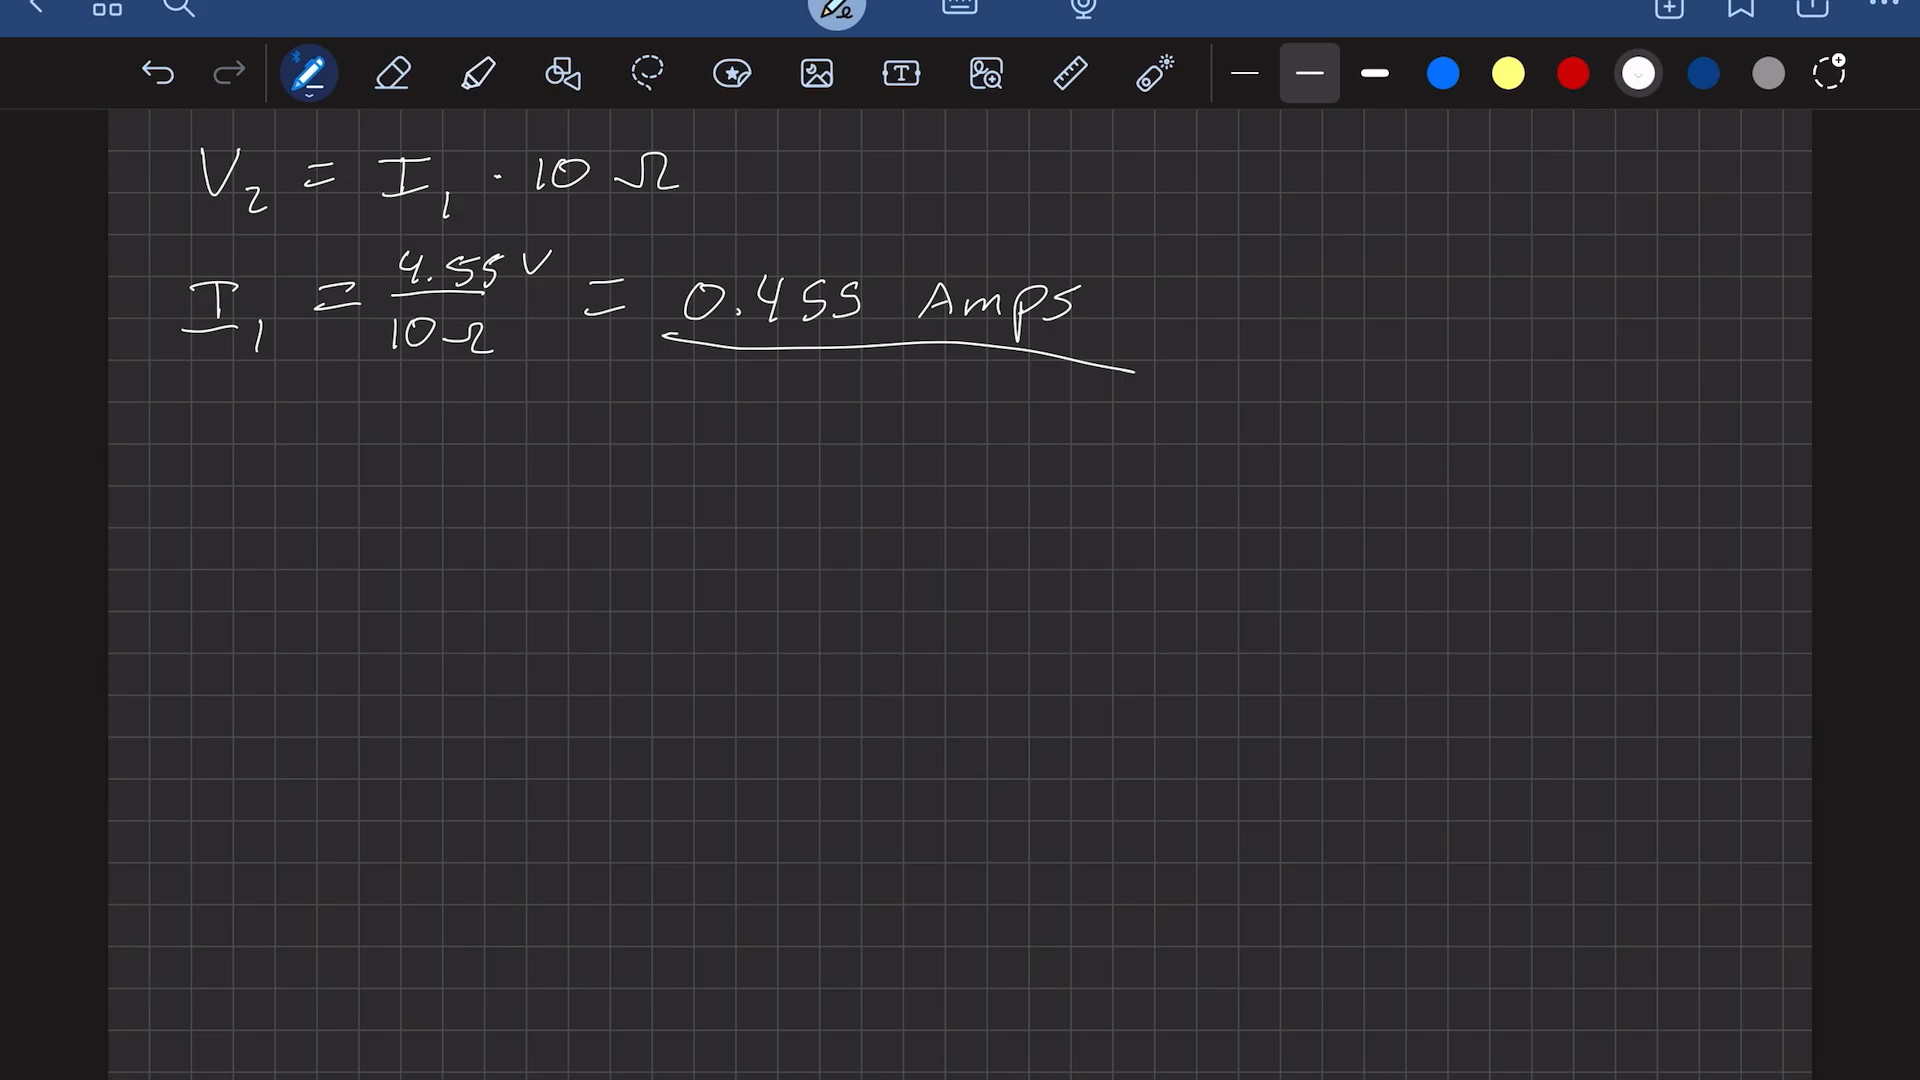 V₂ = I₁ · 10 Ω
I₁ = 4.55 V / 10 Ω = 0.455 Amps